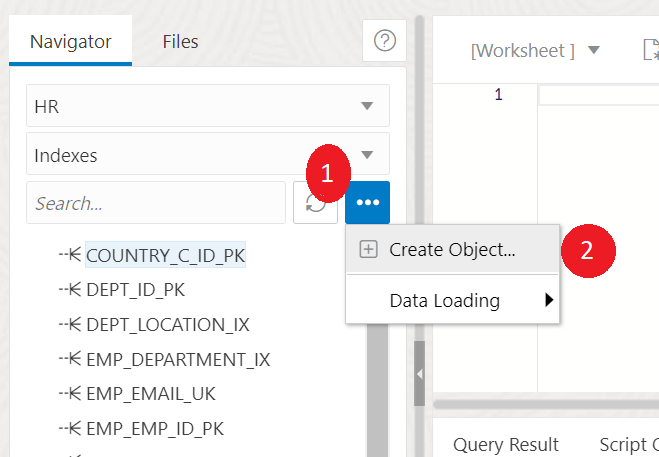 Navigator Files ?
[Worksheet ]
1
HR
Indexes
1
Search... ...
COUNTRY_C_ID_PK
Create Object...
2
DEPT_ID_PK
Data Loading
DEPT_LOCATION_IX
EMP_DEPARTMENT_IX
EMP_EMAIL_UK
EMP_EMP_ID_PK
Query Result Script